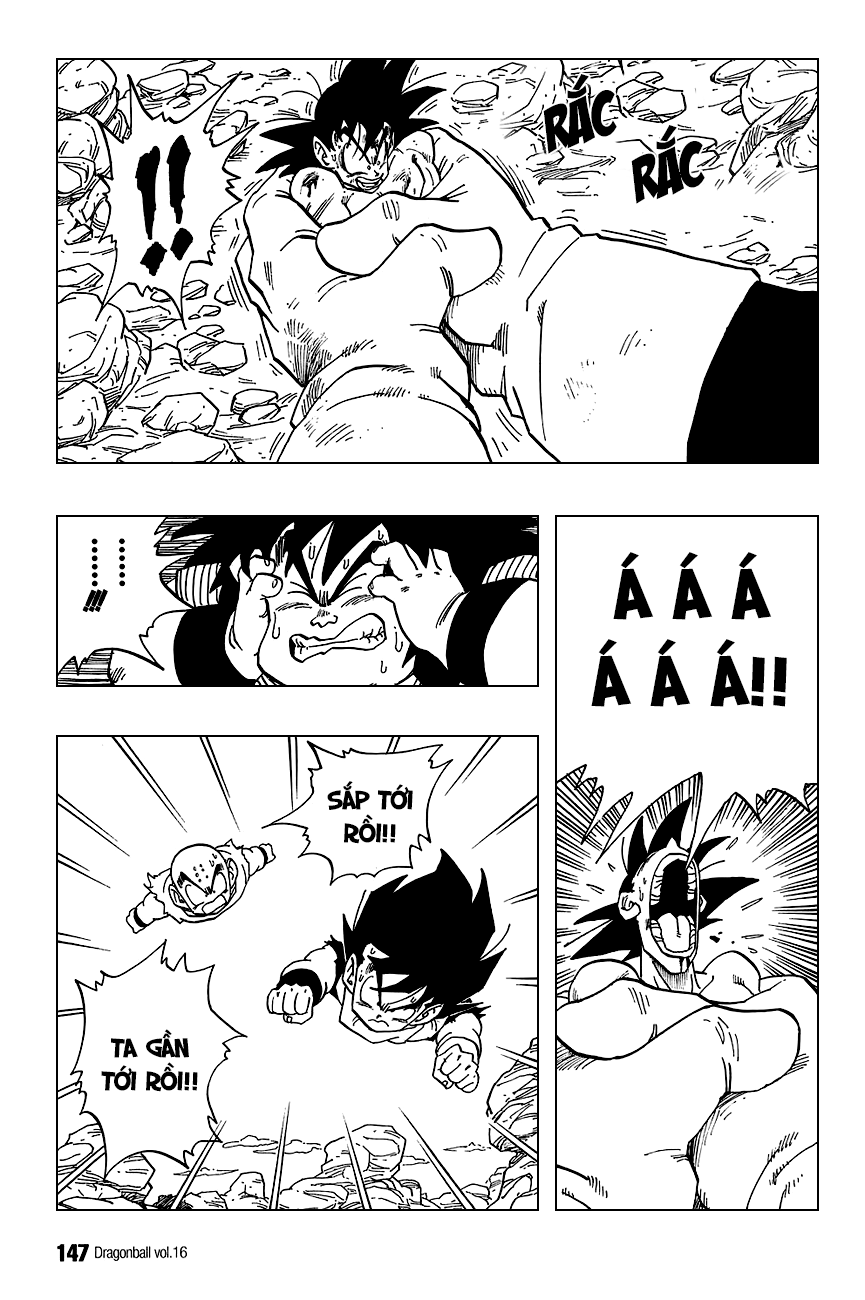 !!
RẮC
RẮC
Á Á Á
Á Á Á!!
......!!!
SẮP TỚI
RỒI!!
TA GẦN
TỚI RỒI!!
147 Dragonball vol.16